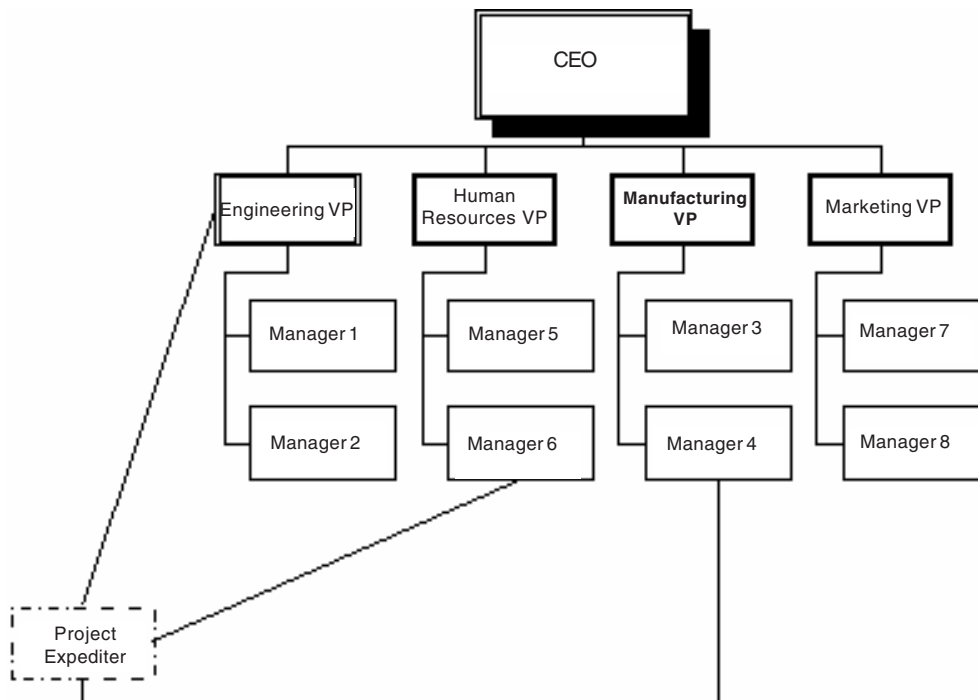 CEO
Engineering VP
Human
Resources VP
Manufacturing
VP
Marketing VP
Manager 1
Manager 5
Manager 3
Manager 7
Manager 2
Manager 6
Manager 4
Manager 8
Project
Expediter